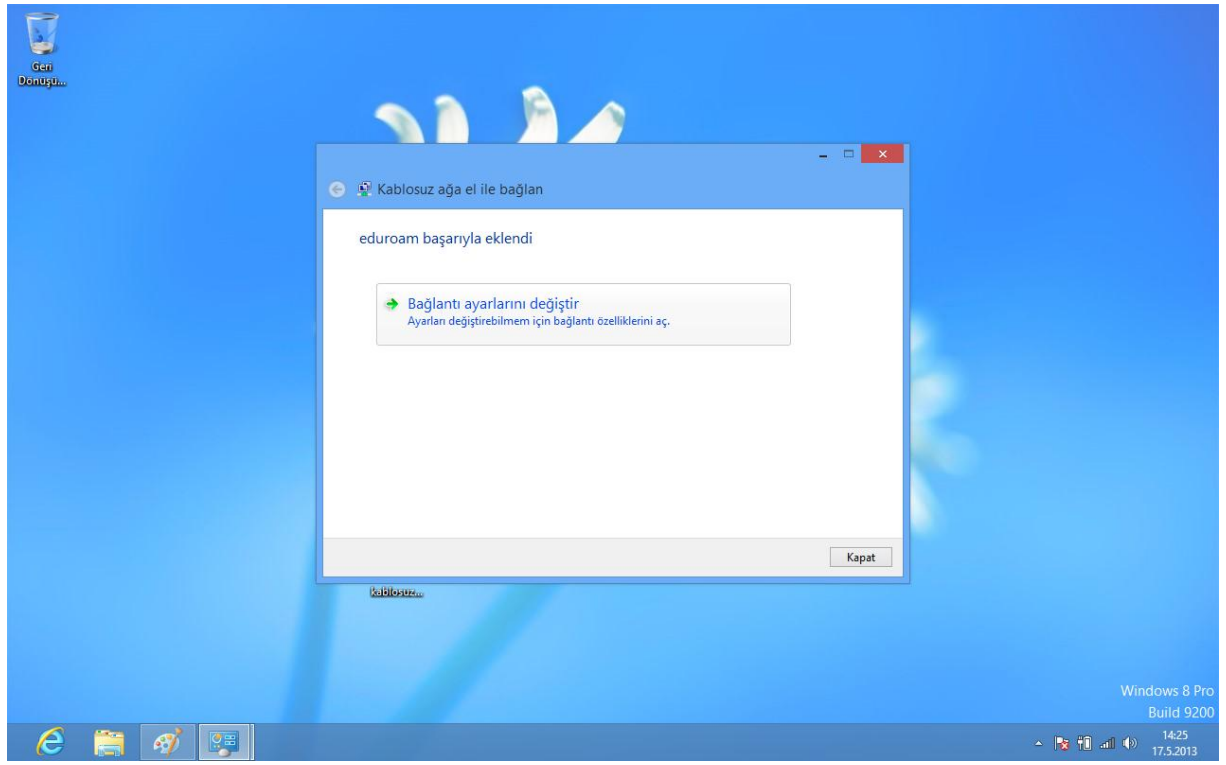 Geri
Dönüşü...
Kablosuz ağa el ile bağlan
eduroam başarıyla eklendi
Bağlantı ayarlarını değiştir
Ayarları değiştirebilmem için bağlantı özelliklerini aç.
Kapat
kablosuz...
Windows 8 Pro
Build 9200
14:25
17.5.2013